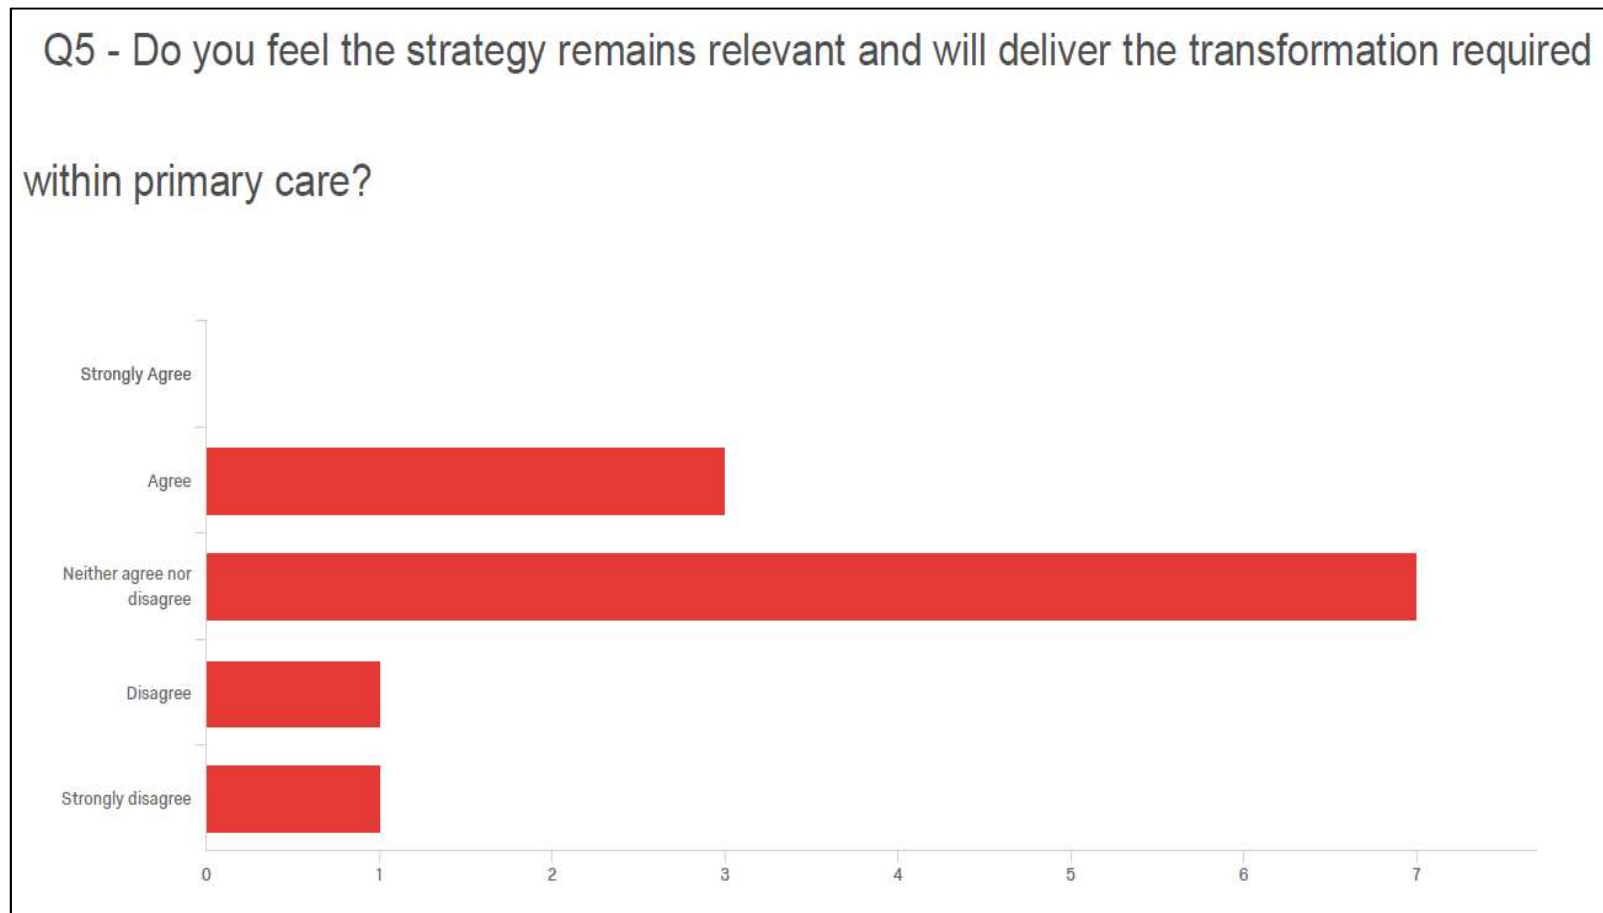 Q5 - Do you feel the strategy remains relevant and will deliver the transformation required
within primary care?
Strongly Agree
Agree
Neither agree nor
disagree
Disagree
Strongly disagree
0 1 2 3 4 5 6 7